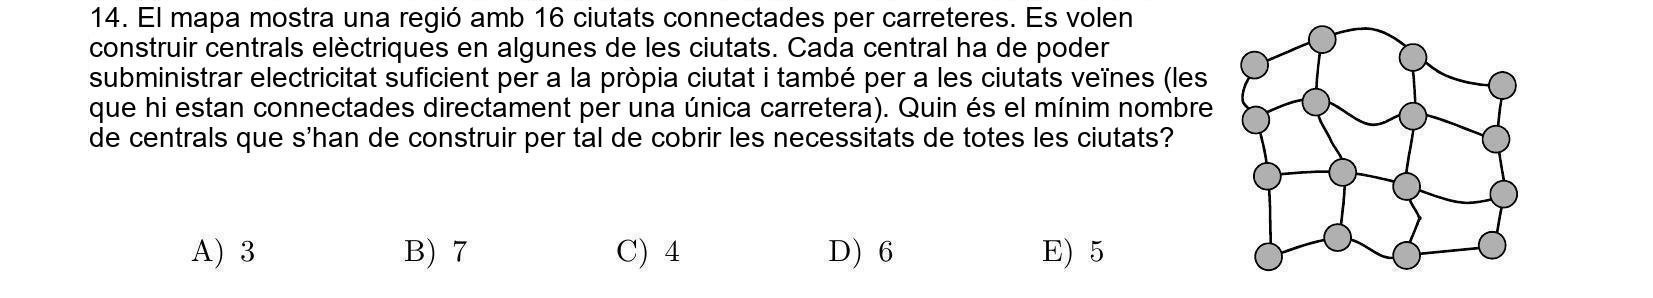 14. El mapa mostra una regió amb 16 ciutats connectades per carreteres. Es volen
construir centrals elèctriques en algunes de les ciutats. Cada central ha de poder
subministrar electricitat suficient per a la pròpia ciutat i també per a les ciutats veïnes (les
que hi estan connectades directament per una única carretera). Quin és el mínim nombre
de centrals que s'han de construir per tal de cobrir les necessitats de totes les ciutats?
A) 3 B) 7 C) 4 D) 6 E) 5